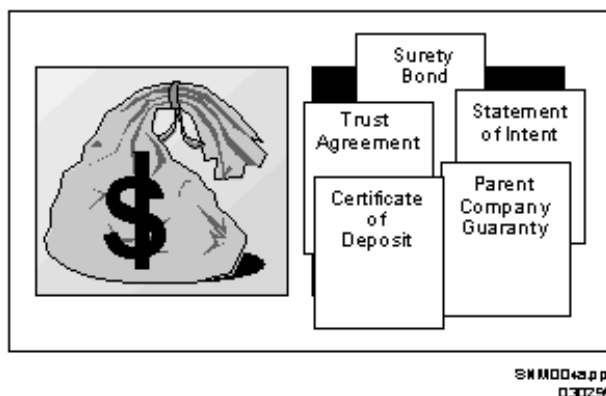 Surety
Bond
Trust
Agreement
Statement
of Intent
Certificate
of
Deposit
Parent
Company
Guaranty
$